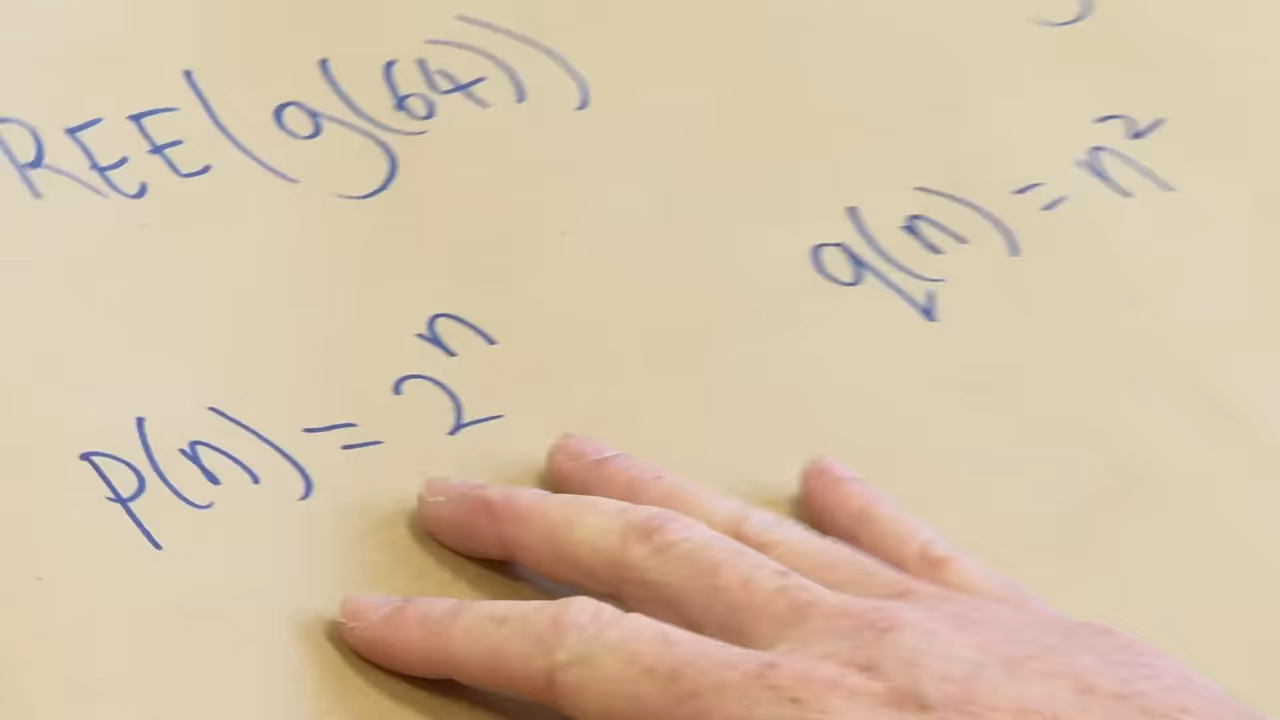 REE(g(64))
q(n) = n²
p(n) = 2ⁿ